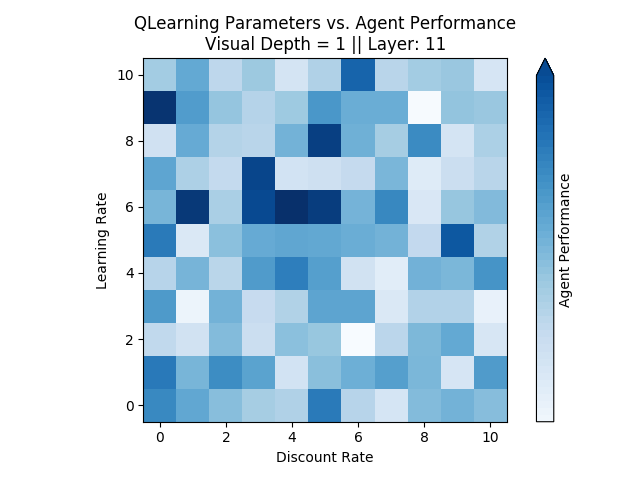 QLearning Parameters vs. Agent Performance
Visual Depth = 1 || Layer: 11
10
8
6
4
2
0
Learning Rate
0 2 4 6 8 10
Discount Rate
Agent Performance